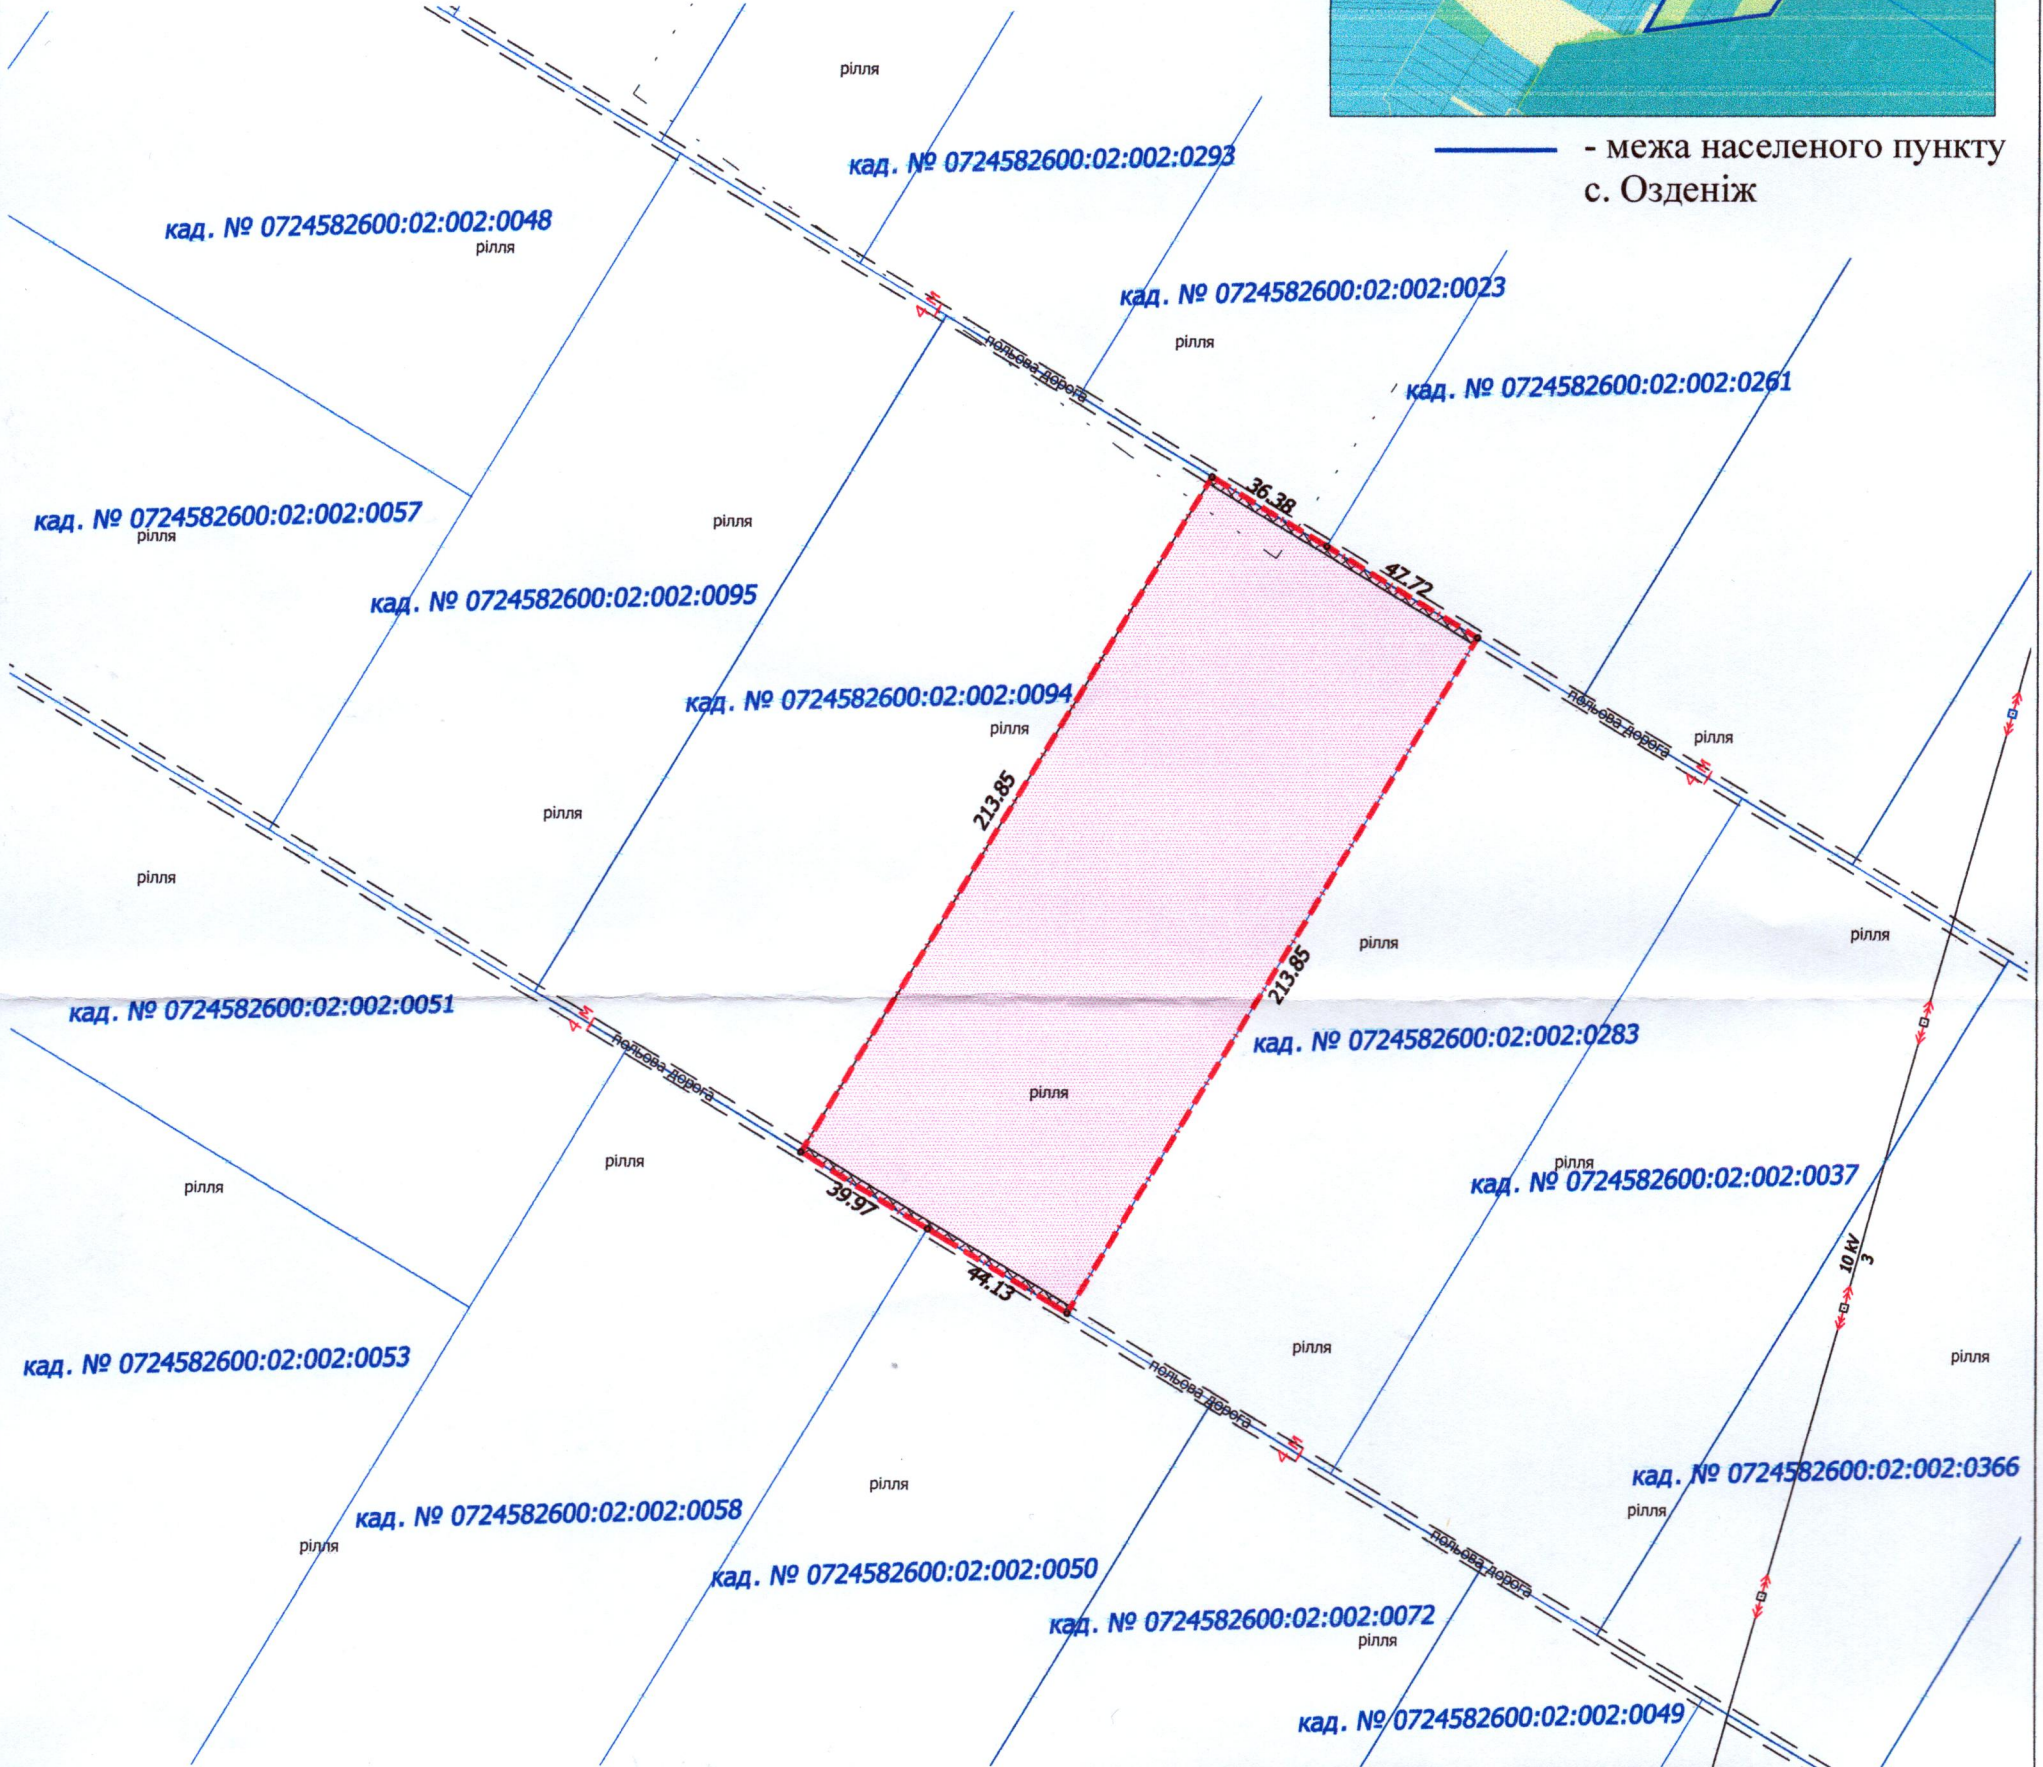 рілля
- межа населеного пункту
с. Озденіж
кад. № 0724582600:02:002:0293
кад. № 0724582600:02:002:0048
рілля
кад. № 0724582600:02:002:0023
4 м
рілля
польова дорога
кад. № 0724582600:02:002:0261
36.38
кад. № 0724582600:02:002:0057
рілля
рілля
47.72
кад. № 0724582600:02:002:0095
кад. № 0724582600:02:002:0094
рілля
польова дорога
рілля
4 м
213.85
рілля
рілля
рілля
рілля
213.85
кад. № 0724582600:02:002:0051
4 м
польова дорога
кад. № 0724582600:02:002:0283
рілля
рілля
рілля
рілля
кад. № 0724582600:02:002:0037
39.97
10 kv
3
44.13
рілля
рілля
кад. № 0724582600:02:002:0053
польова дорога
4 м
кад. № 0724582600:02:002:0366
рілля
рілля
кад. № 0724582600:02:002:0058
рілля
польова дорога
кад. № 0724582600:02:002:0050
кад. № 0724582600:02:002:0072
рілля
кад. № 0724582600:02:002:0049